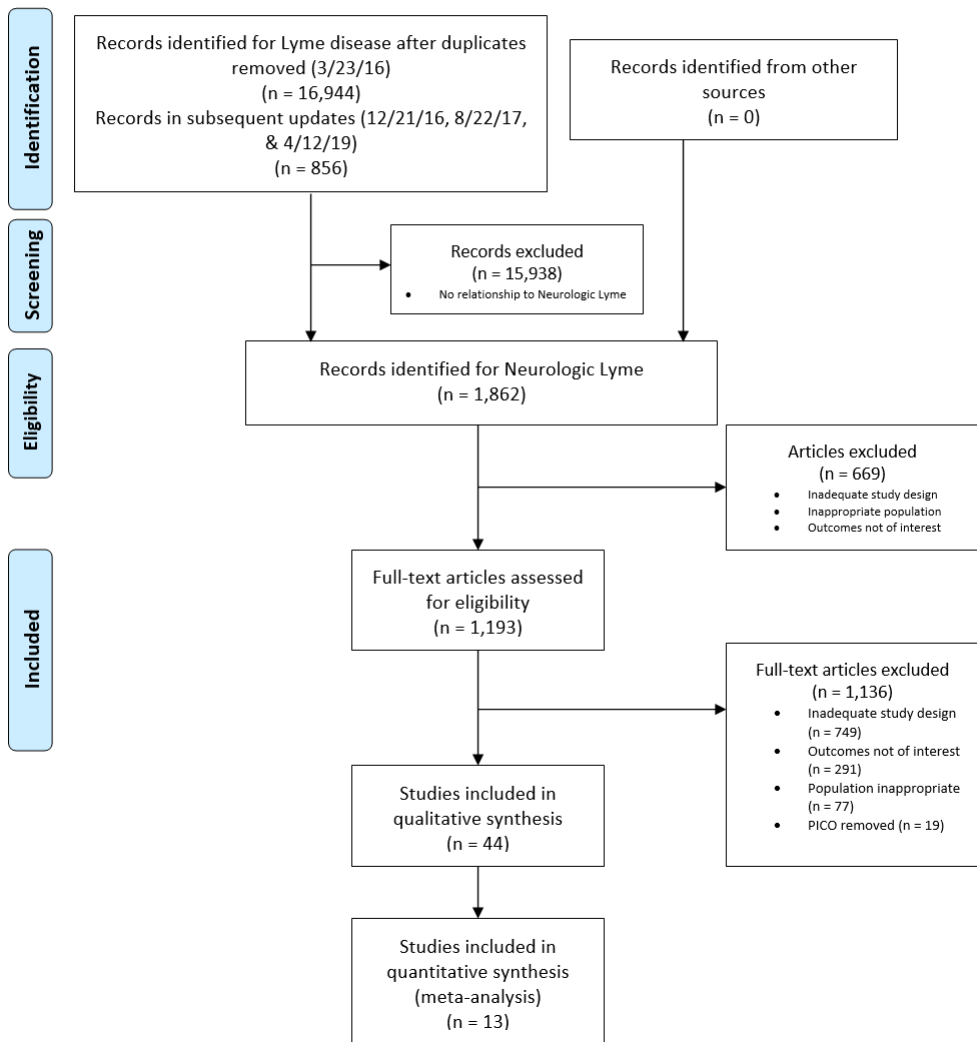 Identification
Records identified for Lyme disease after duplicates
removed (3/23/16)
(n = 16,944)
Records in subsequent updates (12/21/16, 8/22/17,
& 4/12/19)
(n = 856)
Records identified from other
sources
(n = 0)
Screening
Records excluded
(n = 15,938)
• No relationship to Neurologic Lyme
Eligibility
Records identified for Neurologic Lyme
(n = 1,862)
Articles excluded
(n = 669)
• Inadequate study design
• Inappropriate population
• Outcomes not of interest
Included
Full-text articles assessed
for eligibility
(n = 1,193)
Full-text articles excluded
(n = 1,136)
• Inadequate study design
(n = 749)
• Outcomes not of interest
(n = 291)
• Population inappropriate
(n = 77)
• PICO removed (n = 19)
Studies included in
qualitative synthesis
(n = 44)
Studies included in
quantitative synthesis
(meta-analysis)
(n = 13)